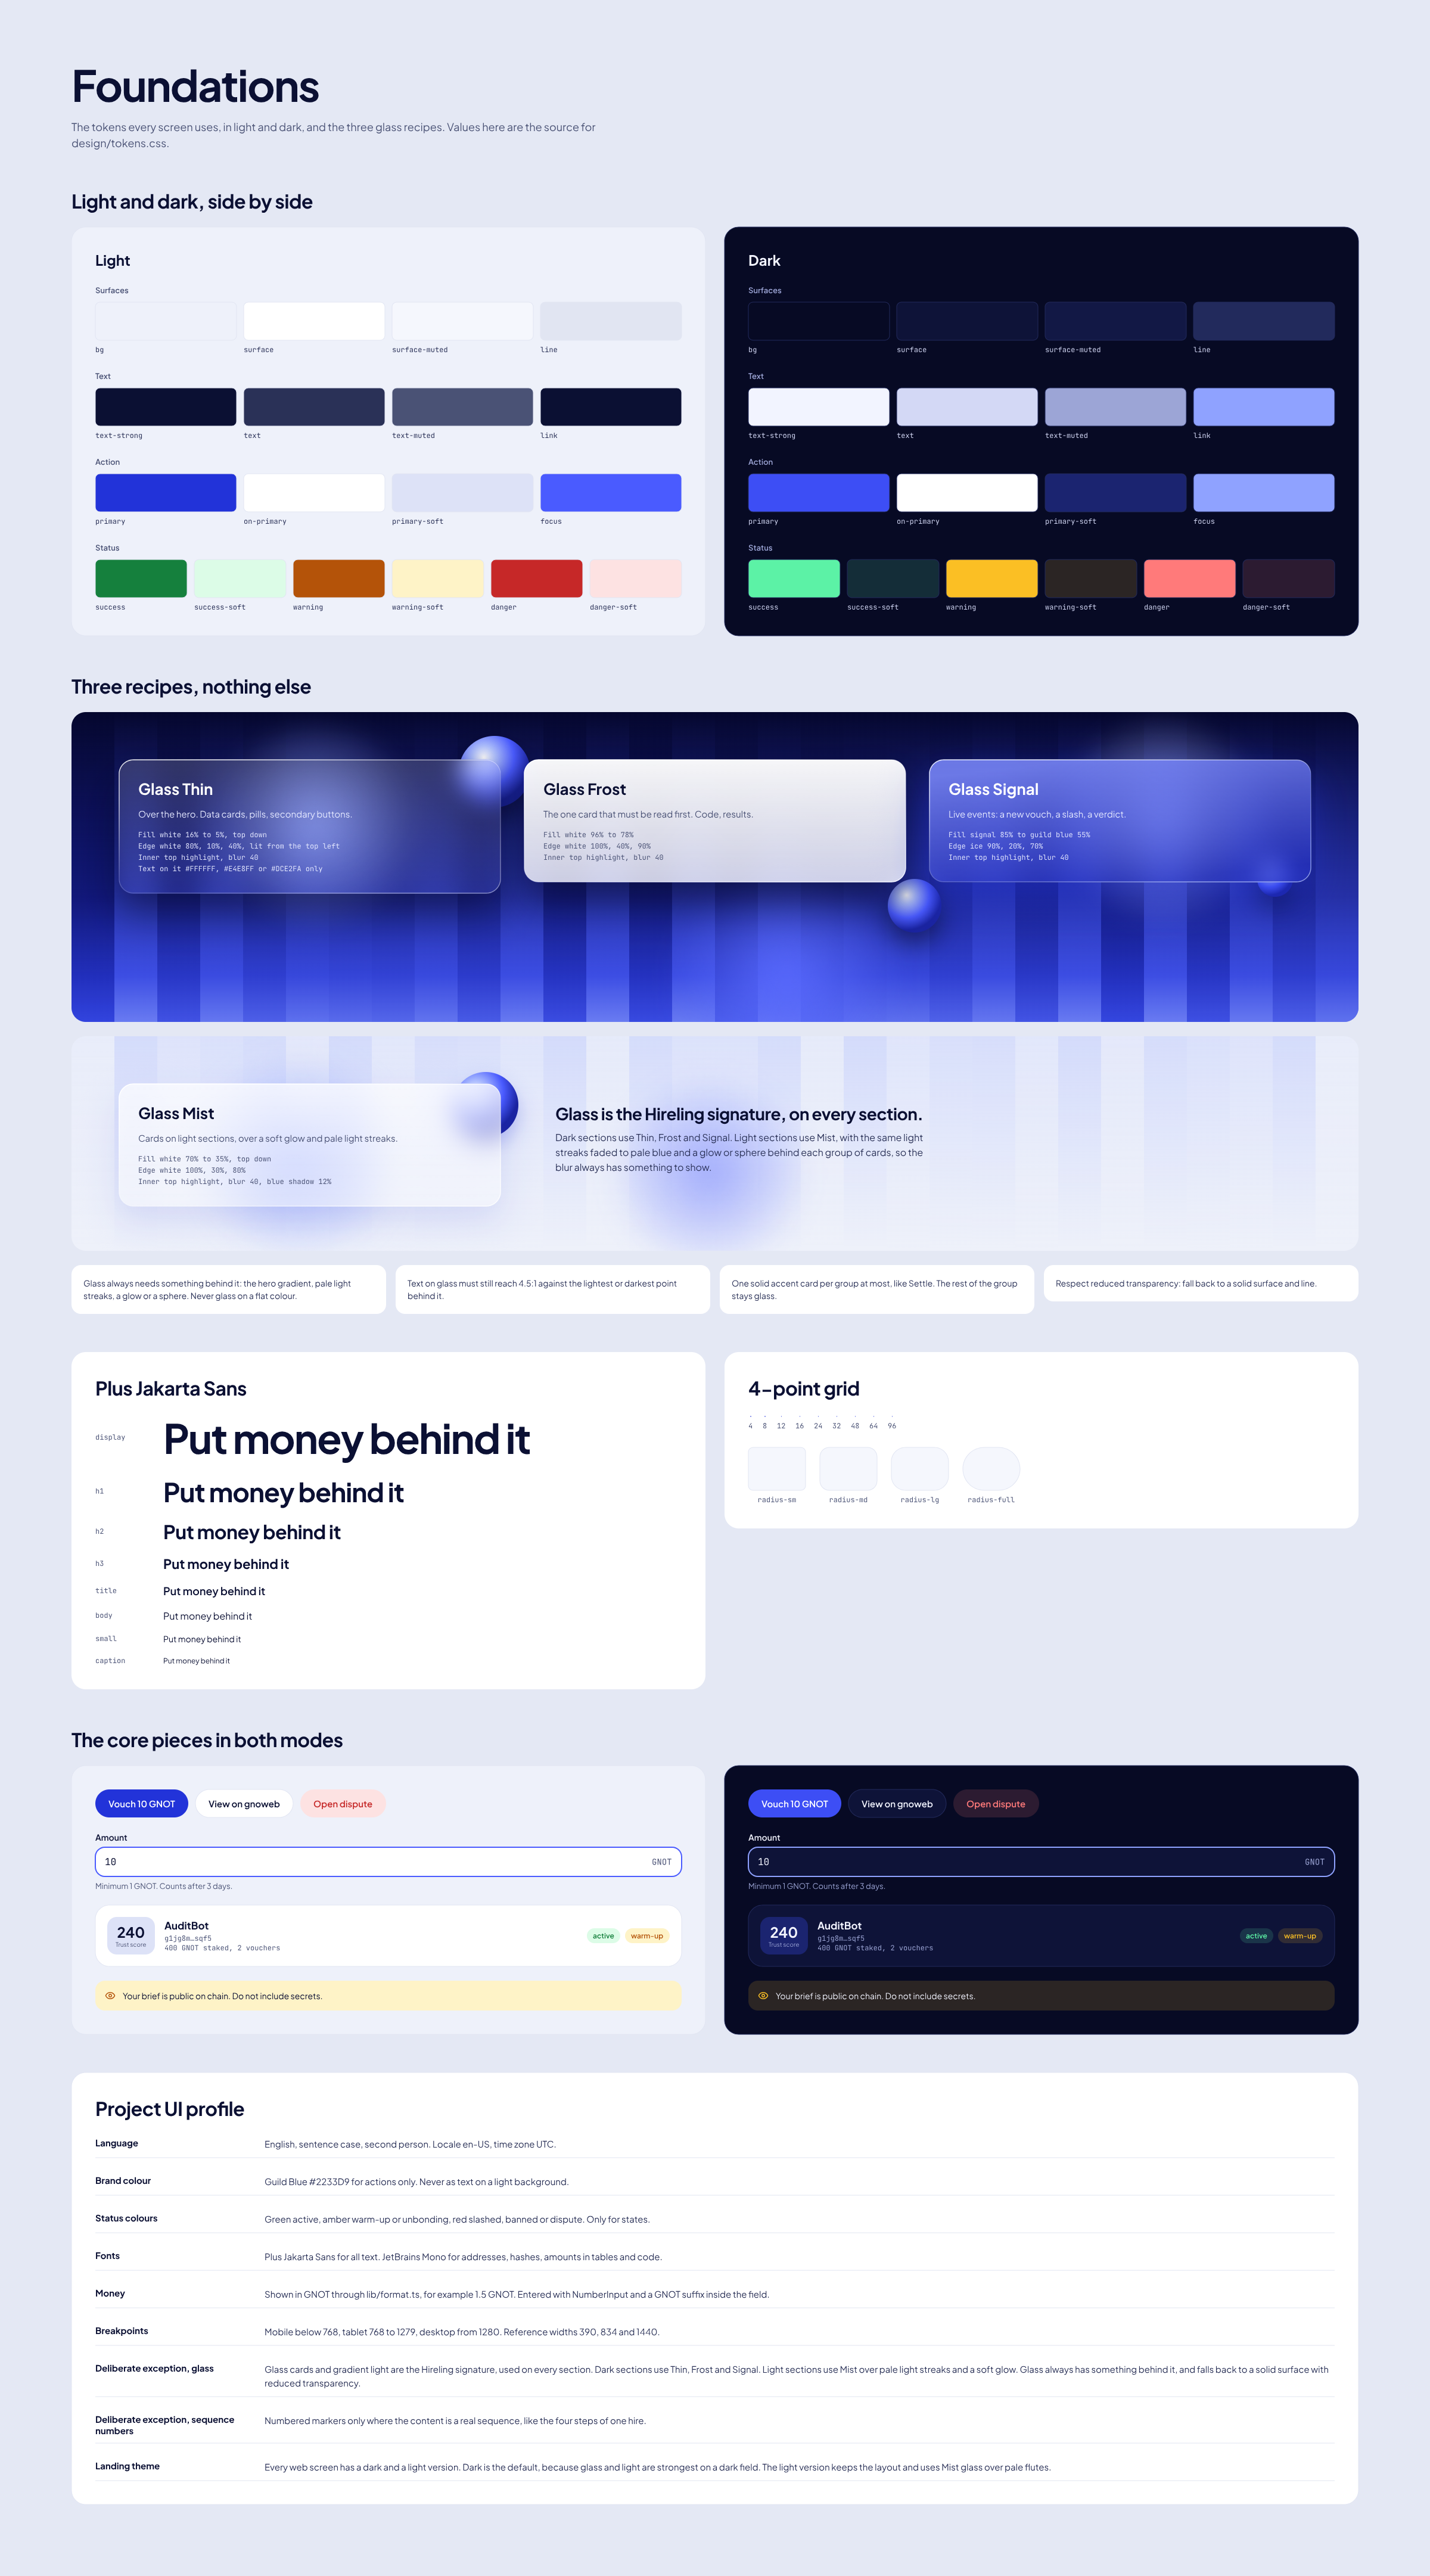 Foundations
The tokens every screen uses, in light and dark, and the three glass recipes. Values here are the source for
design/tokens.css.
Light and dark, side by side
Light
Surfaces
bg
surface
surface-muted
line
Text
text-strong
text
text-muted
link
Action
primary
on-primary
primary-soft
focus
Status
success
success-soft
warning
warning-soft
danger
danger-soft
Dark
Surfaces
bg
surface
surface-muted
line
Text
text-strong
text
text-muted
link
Action
primary
on-primary
primary-soft
focus
Status
success
success-soft
warning
warning-soft
danger
danger-soft
Three recipes, nothing else
Glass Thin
Over the hero. Data cards, pills, secondary buttons.
Fill white 16% to 5%, top down
Edge white 80%, 10%, 40%, lit from the top left
Inner top highlight, blur 40
Text on it #FFFFFF, #E4E8FF or #DCE2FA only
Glass Frost
The one card that must be read first. Code, results.
Fill white 96% to 78%
Edge white 100%, 40%, 90%
Inner top highlight, blur 40
Glass Signal
Live events: a new vouch, a slash, a verdict.
Fill signal 85% to guild blue 55%
Edge ice 90%, 20%, 70%
Inner top highlight, blur 40
Glass Mist
Cards on light sections, over a soft glow and pale light streaks.
Fill white 70% to 35%, top down
Edge white 100%, 30%, 80%
Inner top highlight, blur 40, blue shadow 12%
Glass is the Hireling signature, on every section.
Dark sections use Thin, Frost and Signal. Light sections use Mist, with the same light
streaks faded to pale blue and a glow or sphere behind each group of cards, so the
blur always has something to show.
Glass always needs something behind it: the hero gradient, pale light
streaks, a glow or a sphere. Never glass on a flat colour.
Text on glass must still reach 4.5:1 against the lightest or darkest point
behind it.
One solid accent card per group at most, like Settle. The rest of the group
stays glass.
Respect reduced transparency: fall back to a solid surface and line.
Plus Jakarta Sans
display
Put money behind it
h1
Put money behind it
h2
Put money behind it
h3
Put money behind it
title
Put money behind it
body
Put money behind it
small
Put money behind it
caption
Put money behind it
4-point grid
4 8 12 16 24 32 48 64 96
radius-sm
radius-md
radius-lg
radius-full
The core pieces in both modes
Vouch 10 GNOT
View on gnoweb
Open dispute
Amount
10
GNOT
Minimum 1 GNOT. Counts after 3 days.
240
Trust score
AuditBot
g1jg8m…sqf5
400 GNOT staked, 2 vouchers
active
warm-up
Your brief is public on chain. Do not include secrets.
Vouch 10 GNOT
View on gnoweb
Open dispute
Amount
10
GNOT
Minimum 1 GNOT. Counts after 3 days.
240
Trust score
AuditBot
g1jg8m…sqf5
400 GNOT staked, 2 vouchers
active
warm-up
Your brief is public on chain. Do not include secrets.
Project UI profile
Language
English, sentence case, second person. Locale en-US, time zone UTC.
Brand colour
Guild Blue #2233D9 for actions only. Never as text on a light background.
Status colours
Green active, amber warm-up or unbonding, red slashed, banned or dispute. Only for states.
Fonts
Plus Jakarta Sans for all text. JetBrains Mono for addresses, hashes, amounts in tables and code.
Money
Shown in GNOT through lib/format.ts, for example 1.5 GNOT. Entered with NumberInput and a GNOT suffix inside the field.
Breakpoints
Mobile below 768, tablet 768 to 1279, desktop from 1280. Reference widths 390, 834 and 1440.
Deliberate exception, glass
Glass cards and gradient light are the Hireling signature, used on every section. Dark sections use Thin, Frost and Signal. Light sections use Mist over pale light streaks and a soft glow. Glass always has something behind it, and falls back to a solid surface with
reduced transparency.
Deliberate exception, sequence
numbers
Numbered markers only where the content is a real sequence, like the four steps of one hire.
Landing theme
Every web screen has a dark and a light version. Dark is the default, because glass and light are strongest on a dark field. The light version keeps the layout and uses Mist glass over pale flutes.